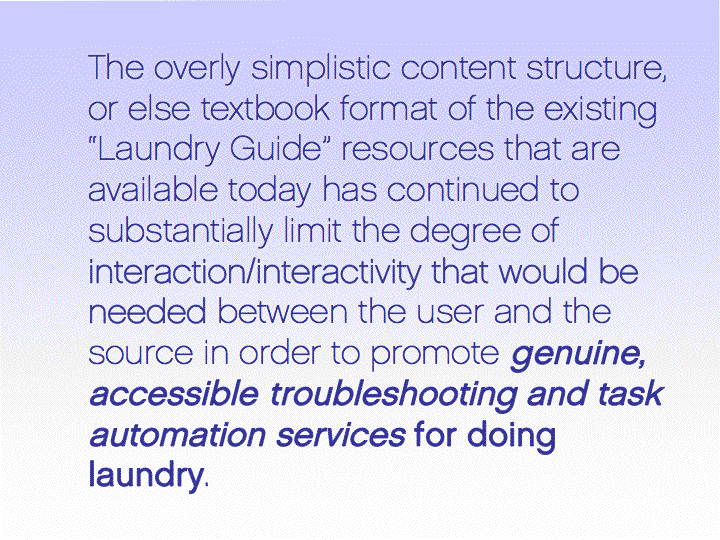 The overly simplistic content structure,
or else textbook format of the existing
“Laundry Guide” resources that are
available today has continued to
substantially limit the degree of
interaction/interactivity that would be
needed between the user and the
source in order to promote genuine,
accessible troubleshooting and task
automation services for doing
laundry.